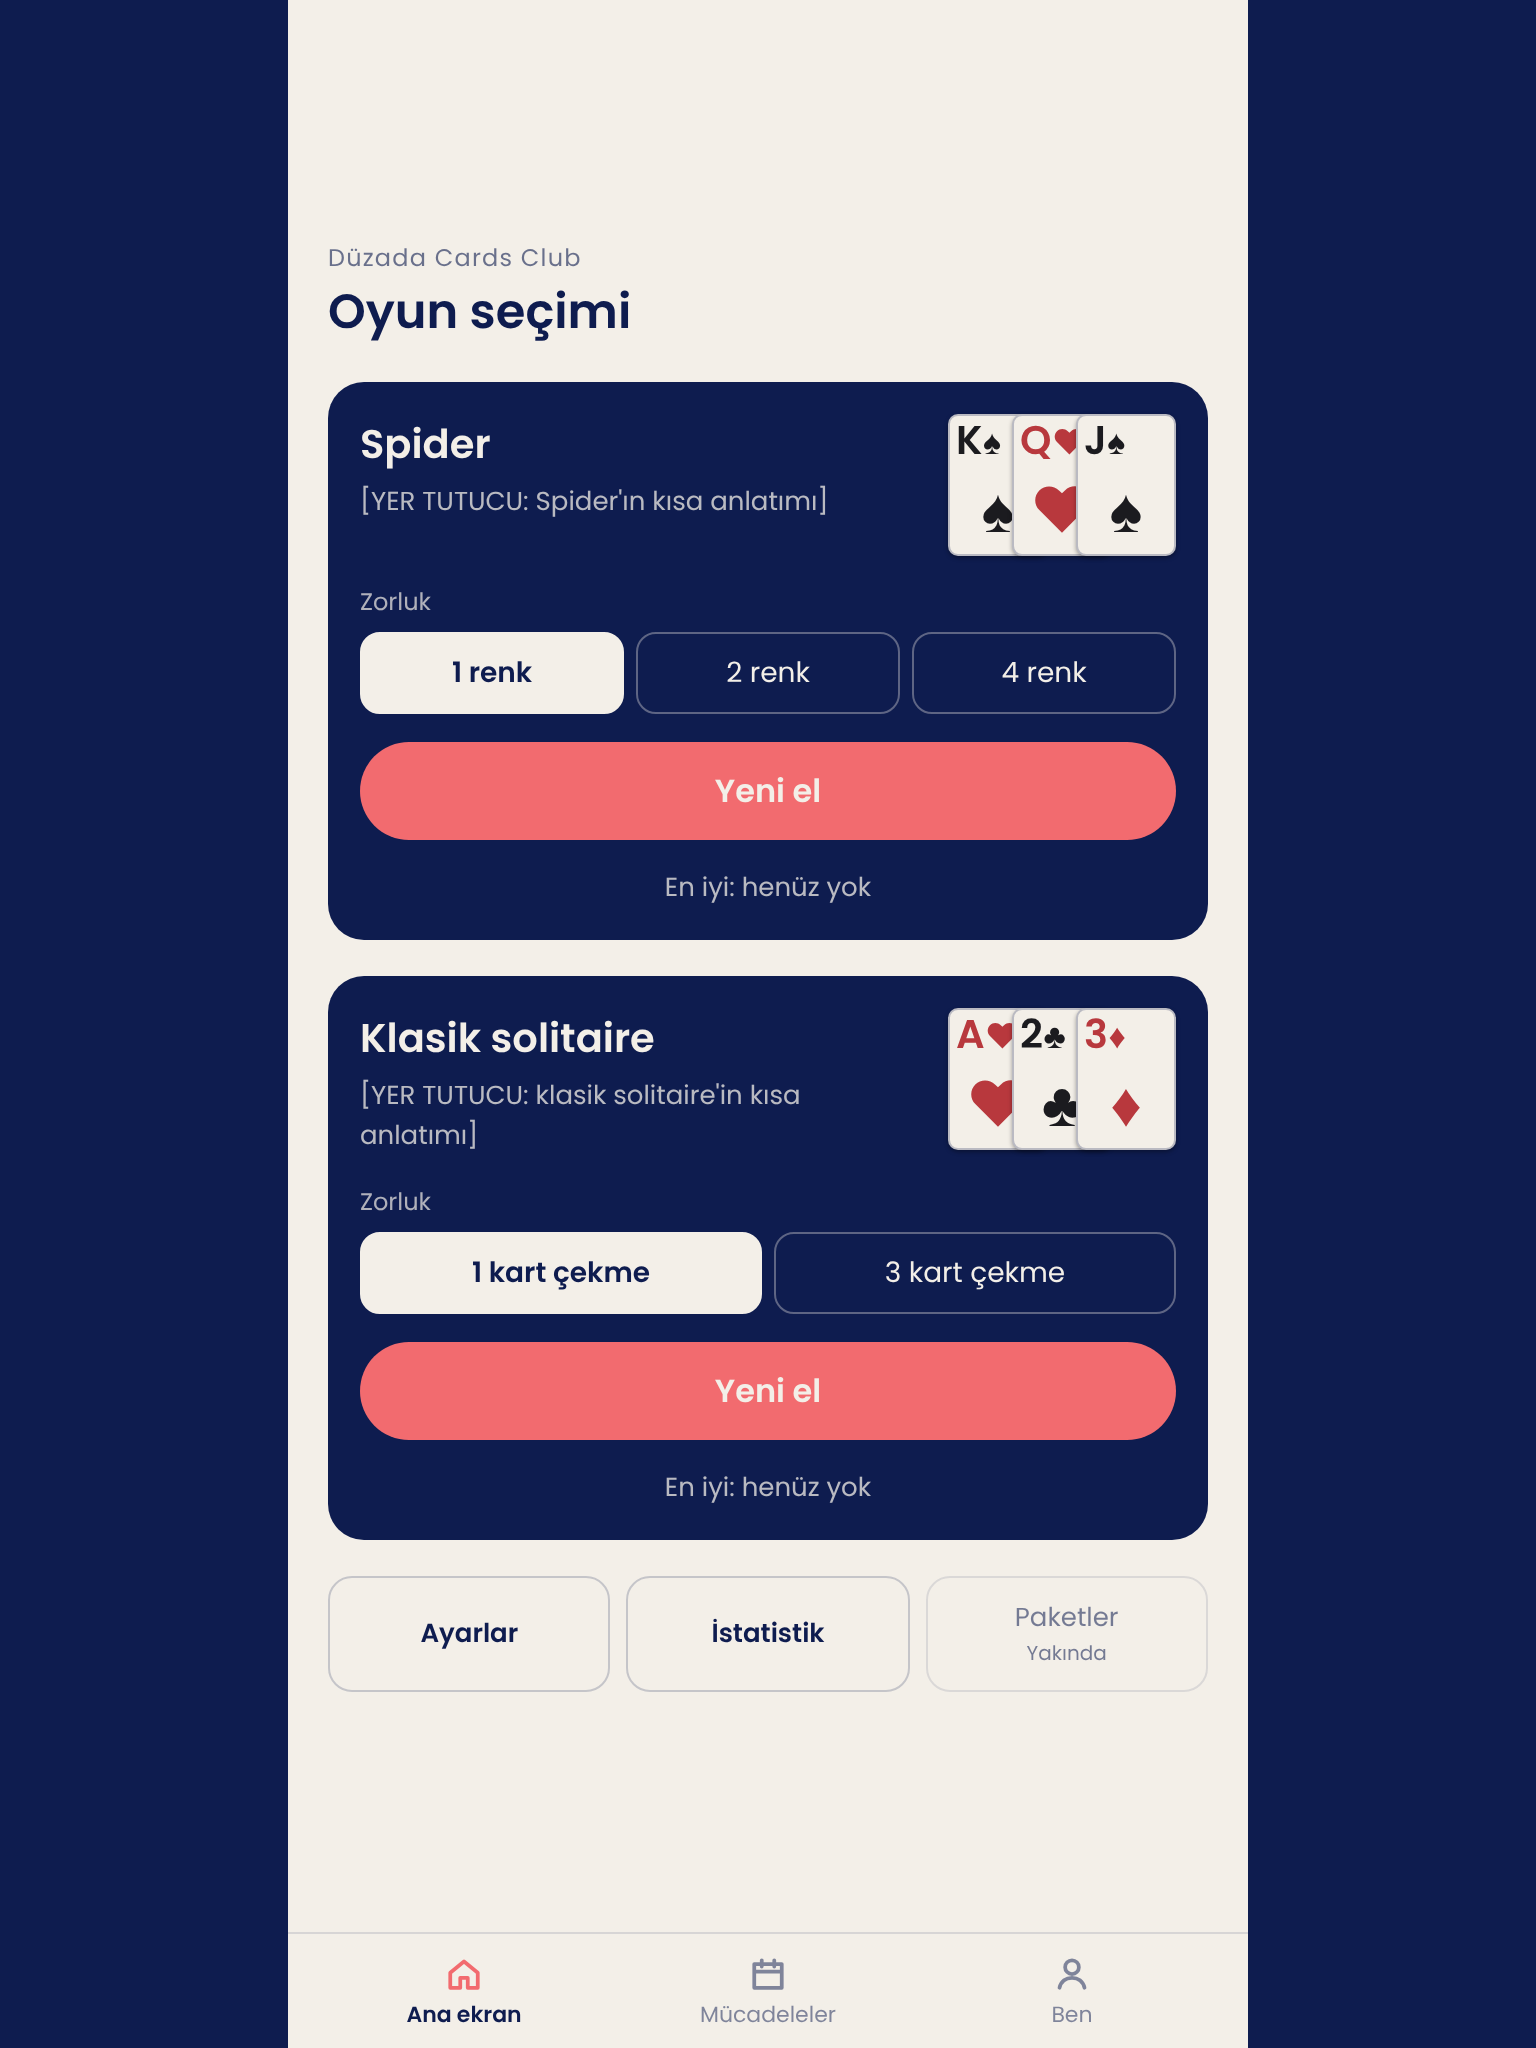 Düzada Cards Club
Oyun seçimi
Spider
[YER TUTUCU: Spider'ın kısa anlatımı]
K♠ Q♥ J♠
Zorluk
1 renk
2 renk
4 renk
Yeni el
En iyi: henüz yok
Klasik solitaire
[YER TUTUCU: klasik solitaire'in kısa
anlatımı]
A♥ 2♣ 3♦
Zorluk
1 kart çekme
3 kart çekme
Yeni el
En iyi: henüz yok
Ayarlar
İstatistik
Paketler
Yakında
Ana ekran
Mücadeleler
Ben